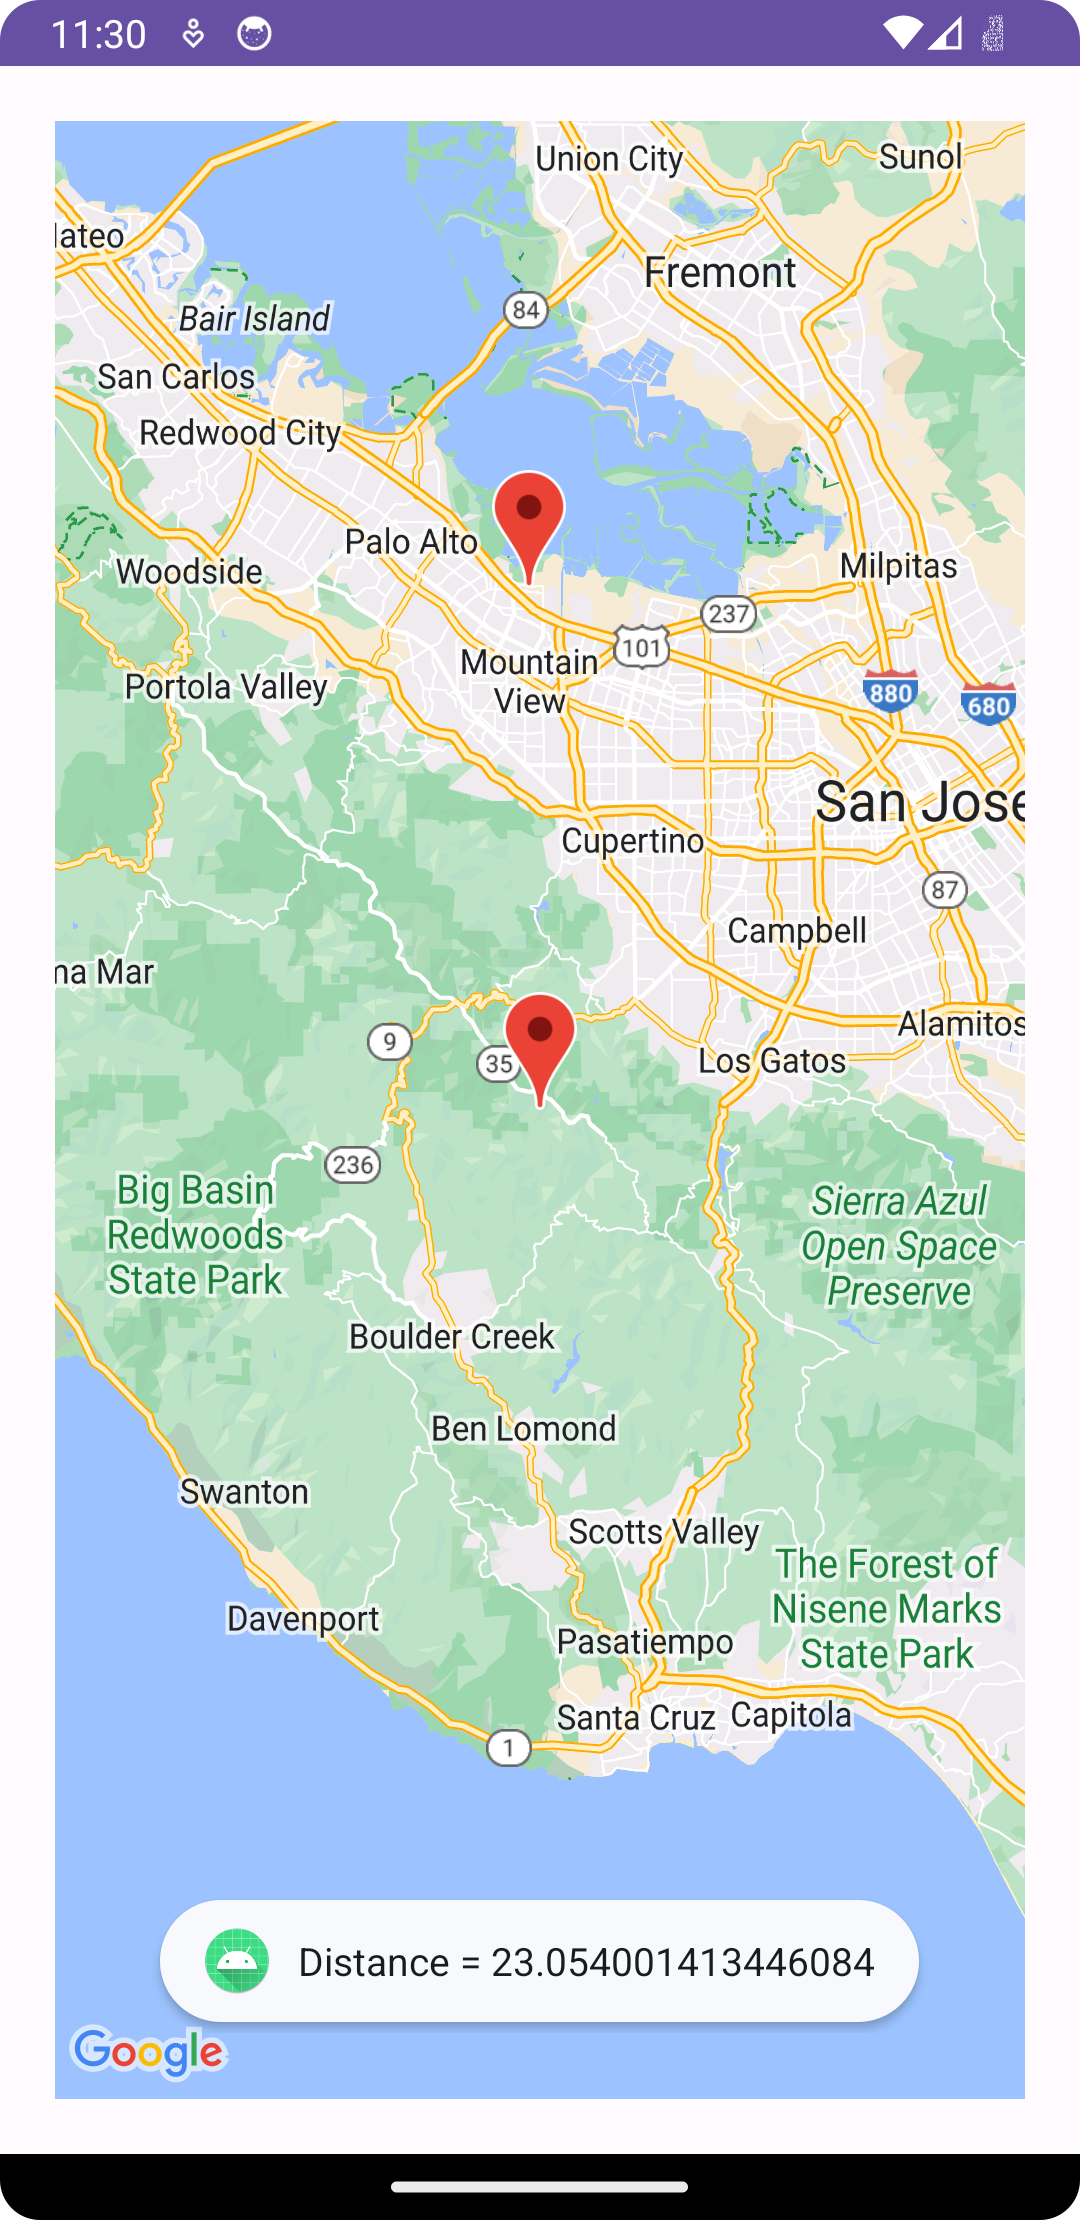 11:30
Union City
Sunol
Mateo
Fremont
84
Bair Island
San Carlos
Redwood City
Palo Alto
Woodside
Milpitas
237
101
Mountain
View
Portola Valley
880
680
San Jose
Cupertino
87
Campbell
ma Mar
Alamitos
9
35
Los Gatos
236
Big Basin
Redwoods
State Park
Sierra Azul
Open Space
Preserve
Boulder Creek
Ben Lomond
Swanton
Scotts Valley
The Forest of
Nisene Marks
State Park
Davenport
Pasatiempo
Santa Cruz
Capitola
1
Distance = 23.054001413446084
Google